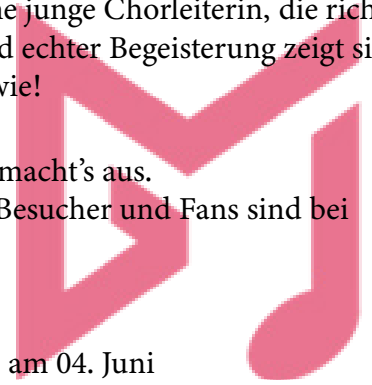 ne junge Chorleiterin, die rich
d echter Begeisterung zeigt si
wie!
macht’s aus.
Besucher und Fans sind bei
am 04. Juni